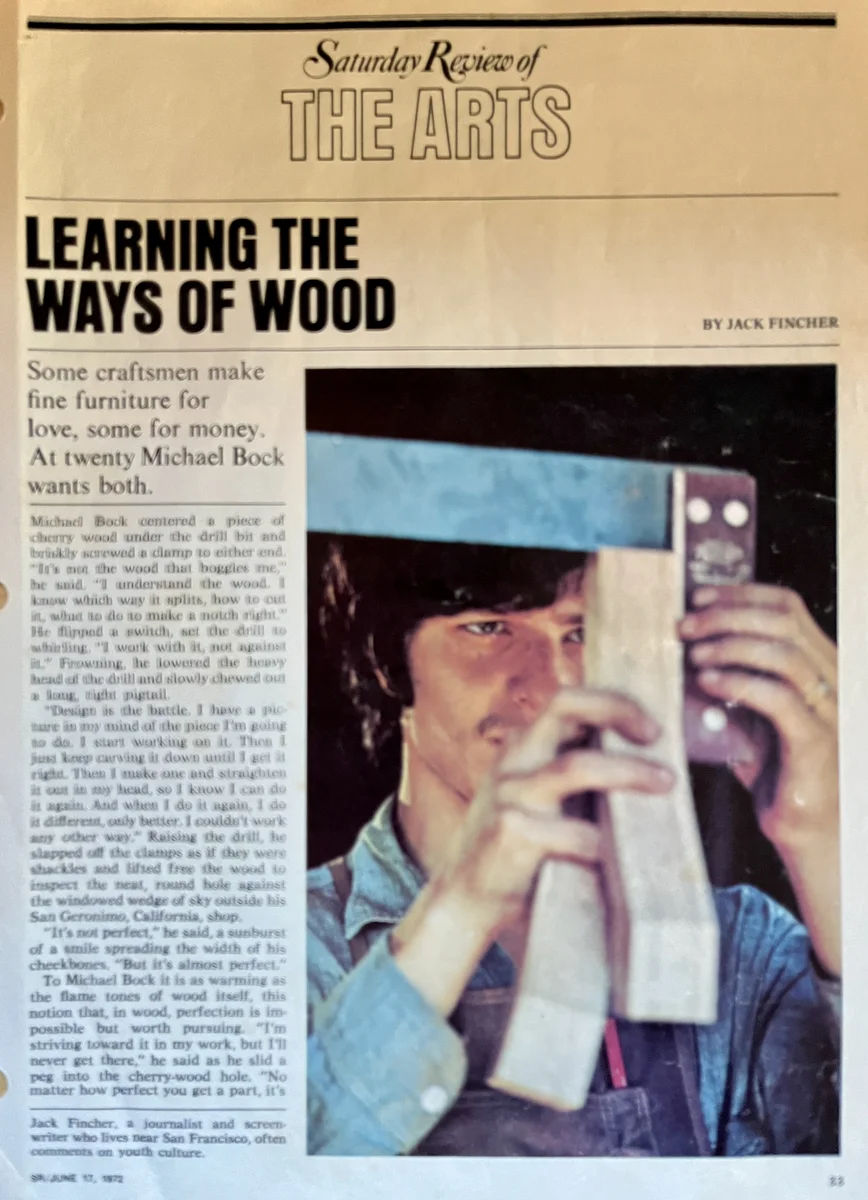 Saturday Review of
THE ARTS
LEARNING THE
WAYS OF WOOD
BY JACK FINCHER
Some craftsmen make
fine furniture for
love, some for money.
At twenty Michael Bock
wants both.
Michael Bock centered a piece of
cherry wood under the drill bit and
briskly screwed a clamp to either end.
"It's not the wood that boggles me,"
he said. "I understand the wood. I
know which way it splits, how to cut
it, what to do to make a notch right."
He flipped a switch, set the drill to
whirling. "I work with it, not against
it." Frowning, he lowered the heavy
head of the drill and slowly chewed out
a long, tight pigtail.
"Design is the battle. I have a pic-
ture in my mind of the piece I'm going
to do. I start working on it. Then I
just keep carving it down until I get it
right. Then I make one and straighten
it out in my head, so I know I can do
it again. And when I do it again, I do
it different, only better. I couldn't work
any other way." Raising the drill, he
slapped off the clamps as if they were
shackles and lifted free the wood to
inspect the neat, round hole against
the windowed wedge of sky outside his
San Geronimo, California, shop.
"It's not perfect," he said, a sunburst
of a smile spreading the width of his
cheekbones. "But it's almost perfect."
To Michael Bock it is as warming as
the flame tones of wood itself, this
notion that, in wood, perfection is im-
possible but worth pursuing. "I'm
striving toward it in my work, but I'll
never get there," he said as he slid a
peg into the cherry-wood hole. "No
matter how perfect you get a part, it's
Jack Fincher, a journalist and screen-
writer who lives near San Francisco, often
comments on youth culture.
SR/JUNE 17, 1972